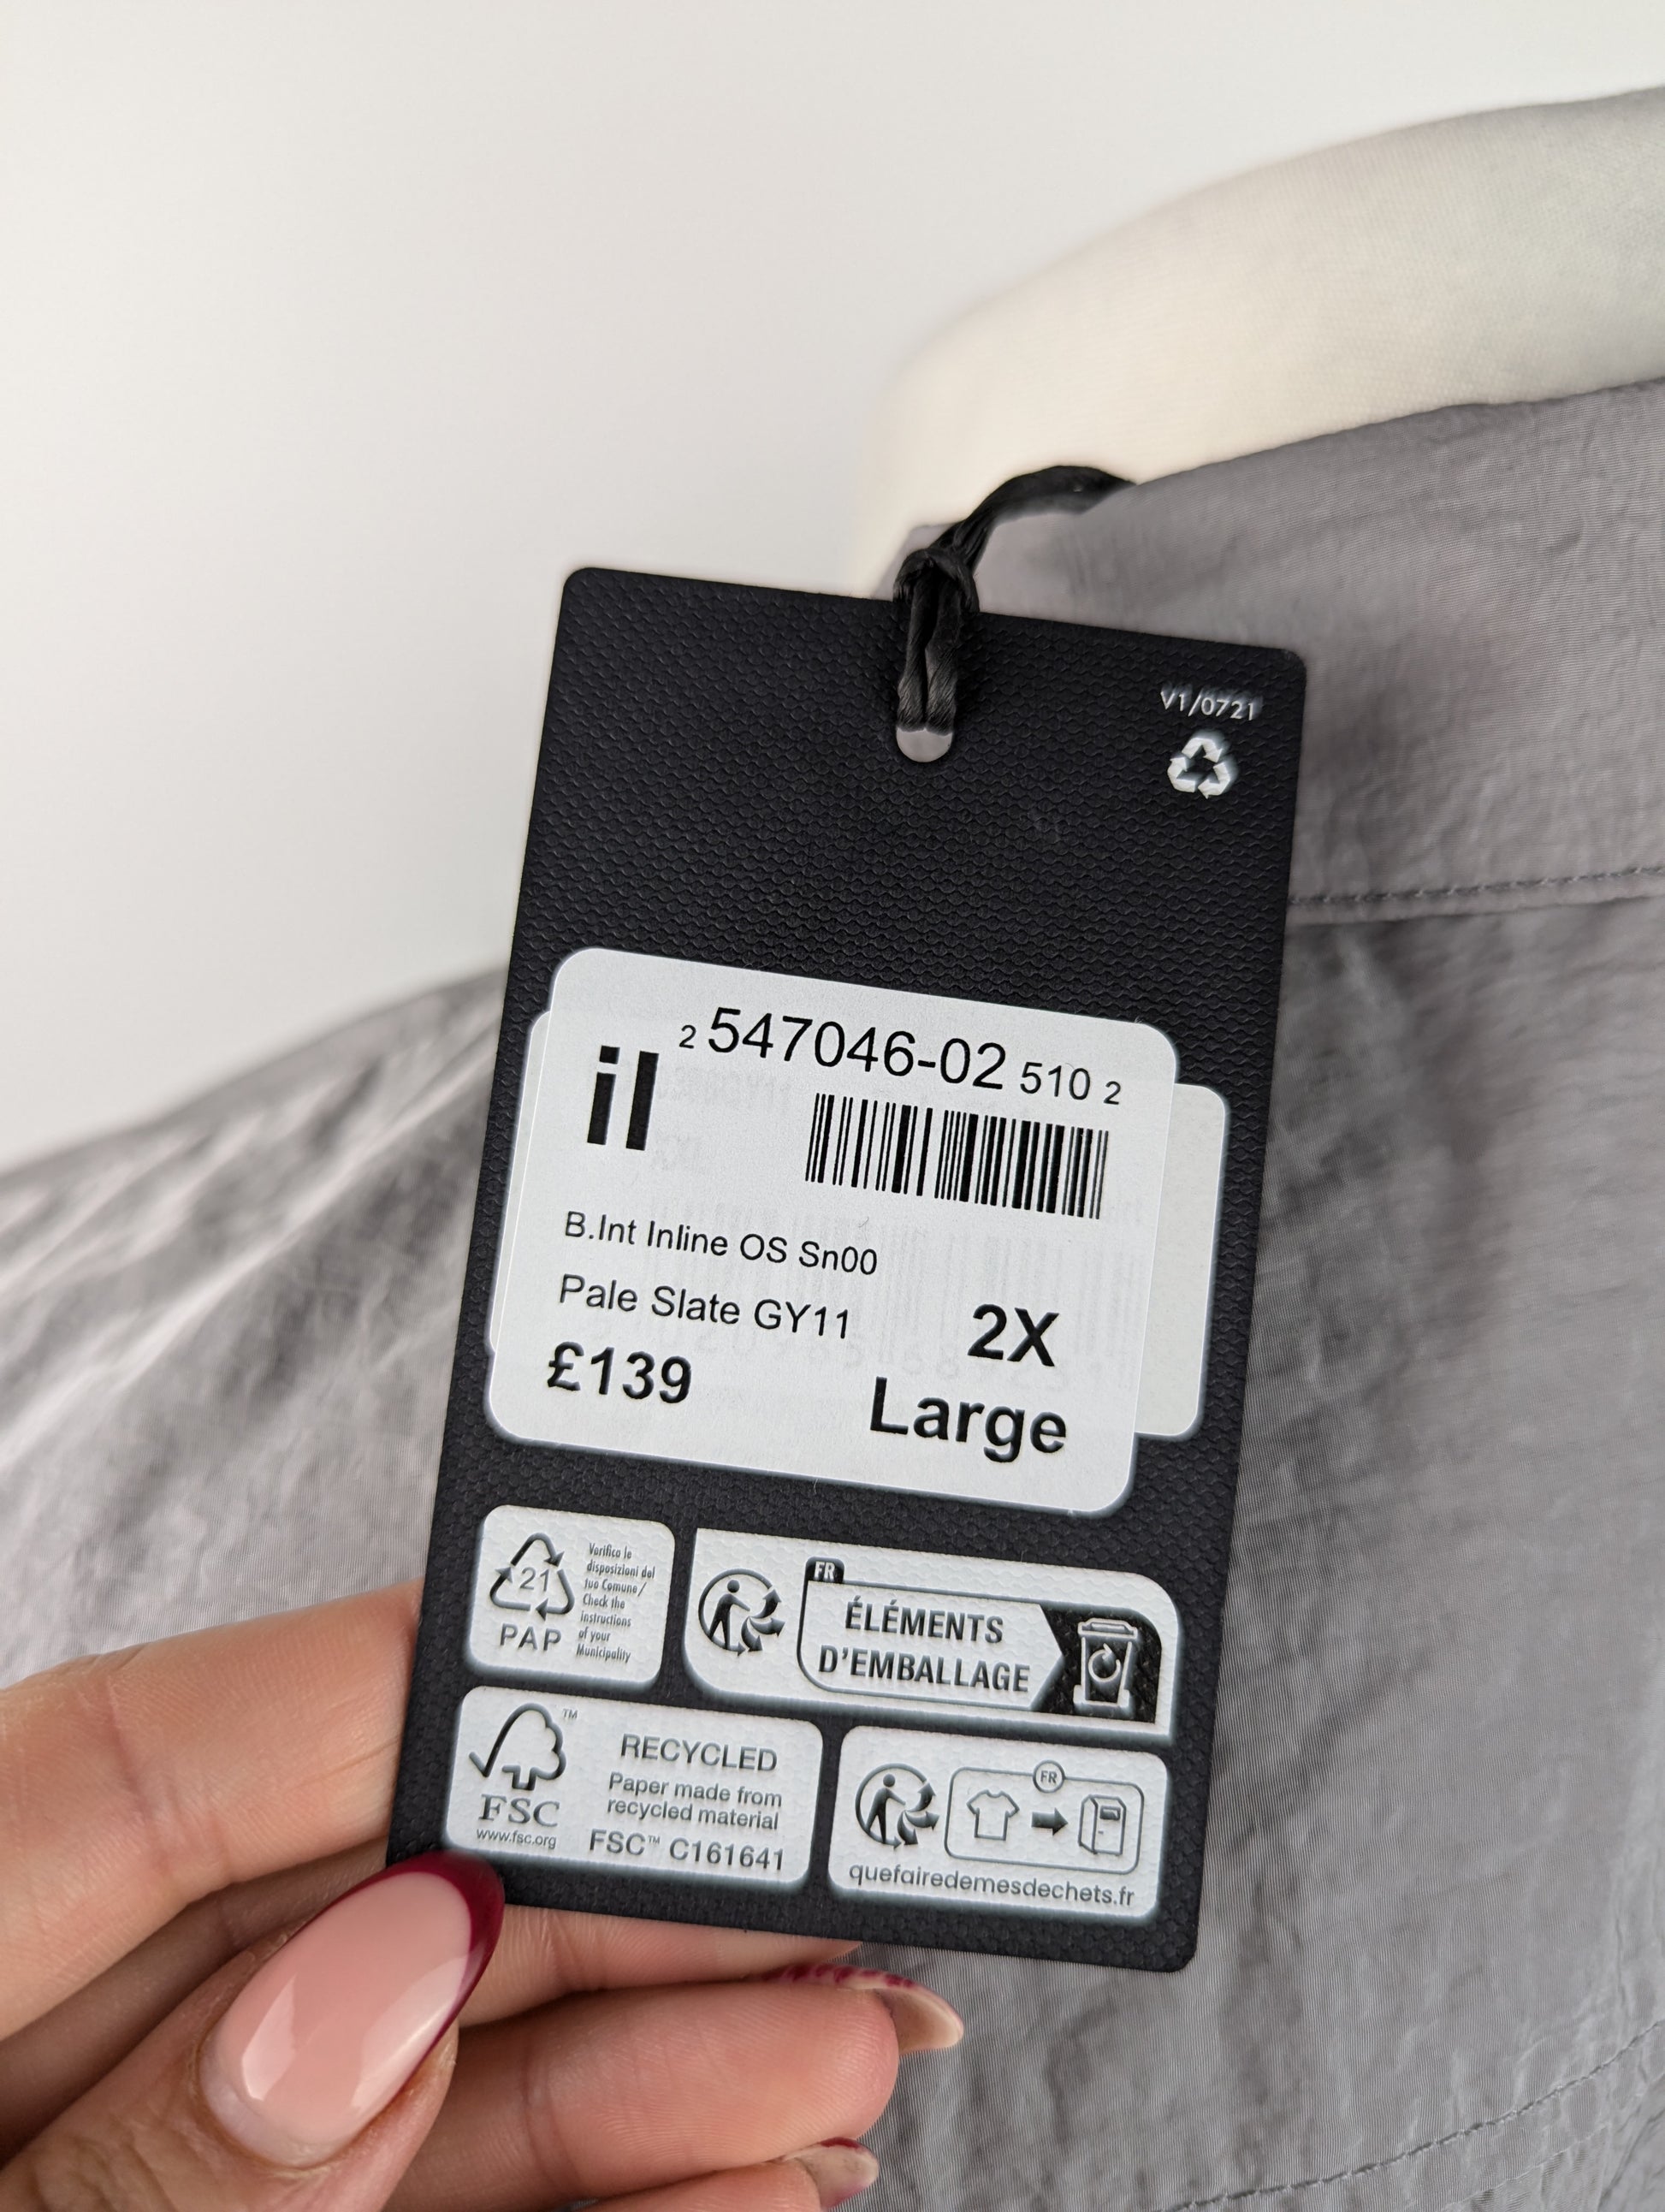 V1/0721
2 547046-02 510 2
il
B.Int Inline OS Sn00
Pale Slate GY11
£139
2X
Large
21
PAP
Verifica le
disposizioni del
tuo Comune/
Check the
instructions
of your
Municipality
FR
ÉLÉMENTS
D'EMBALLAGE
TM
FSC
www.fsc.org
RECYCLED
Paper made from
recycled material
FSC™ C161641
FR
quefairedemesdechets.fr